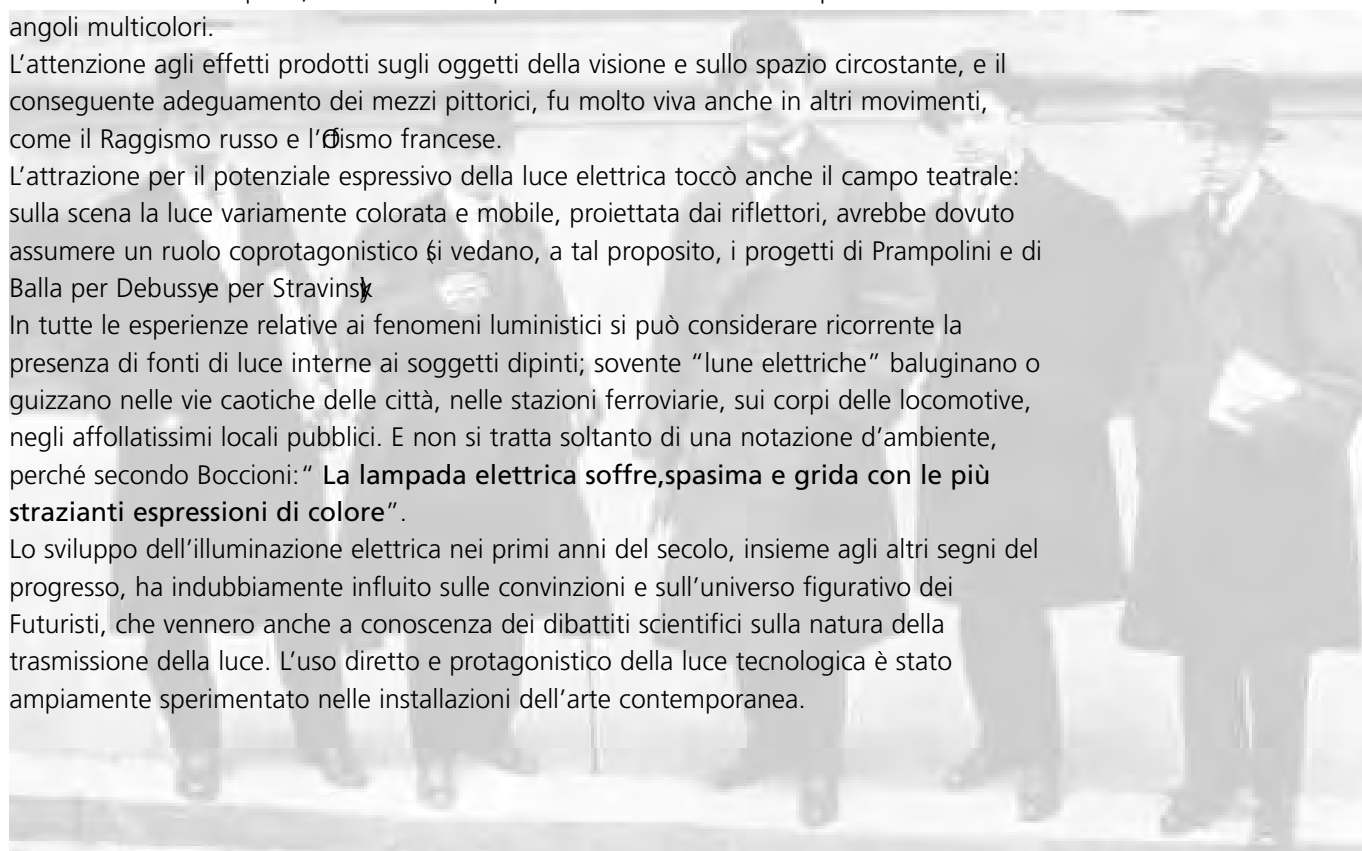 angoli multicolori.
L'attenzione agli effetti prodotti sugli oggetti della visione e sullo spazio circostante, e il
conseguente adeguamento dei mezzi pittorici, fu molto viva anche in altri movimenti,
come il Raggismo russo e francese.
L'attrazione per il potenziale espressivo della luce elettrica toccò anche il campo teatrale:
sulla scena la luce variamente colorata e mobile, proiettata dai riflettori, avrebbe dovuto
assumere un ruolo coprotagonistico (si vedano, a tal proposito, i progetti di Prampolini e di
Balla per Debussy e per
In tutte le esperienze relative ai fenomeni luministici si può considerare ricorrente la
presenza di fonti di luce interne ai soggetti dipinti; sovente “lune elettriche” baluginano o
guizzano nelle vie caotiche delle città, nelle stazioni ferroviarie, sui corpi delle locomotive,
negli affollatissimi locali pubblici. E non si tratta soltanto di una notazione d'ambiente,
perché secondo Boccioni:“ La lampada elettrica soffre,spasima e grida con le più
strazianti espressioni di colore”.
Lo sviluppo dell'illuminazione elettrica nei primi anni del secolo, insieme agli altri segni del
progresso, ha indubbiamente influito sulle convinzioni e sull'universo figurativo dei
Futuristi, che vennero anche a conoscenza dei dibattiti scientifici sulla natura della
trasmissione della luce. L'uso diretto e protagonistico della luce tecnologica è stato
ampiamente sperimentato nelle installazioni dell'arte contemporanea.